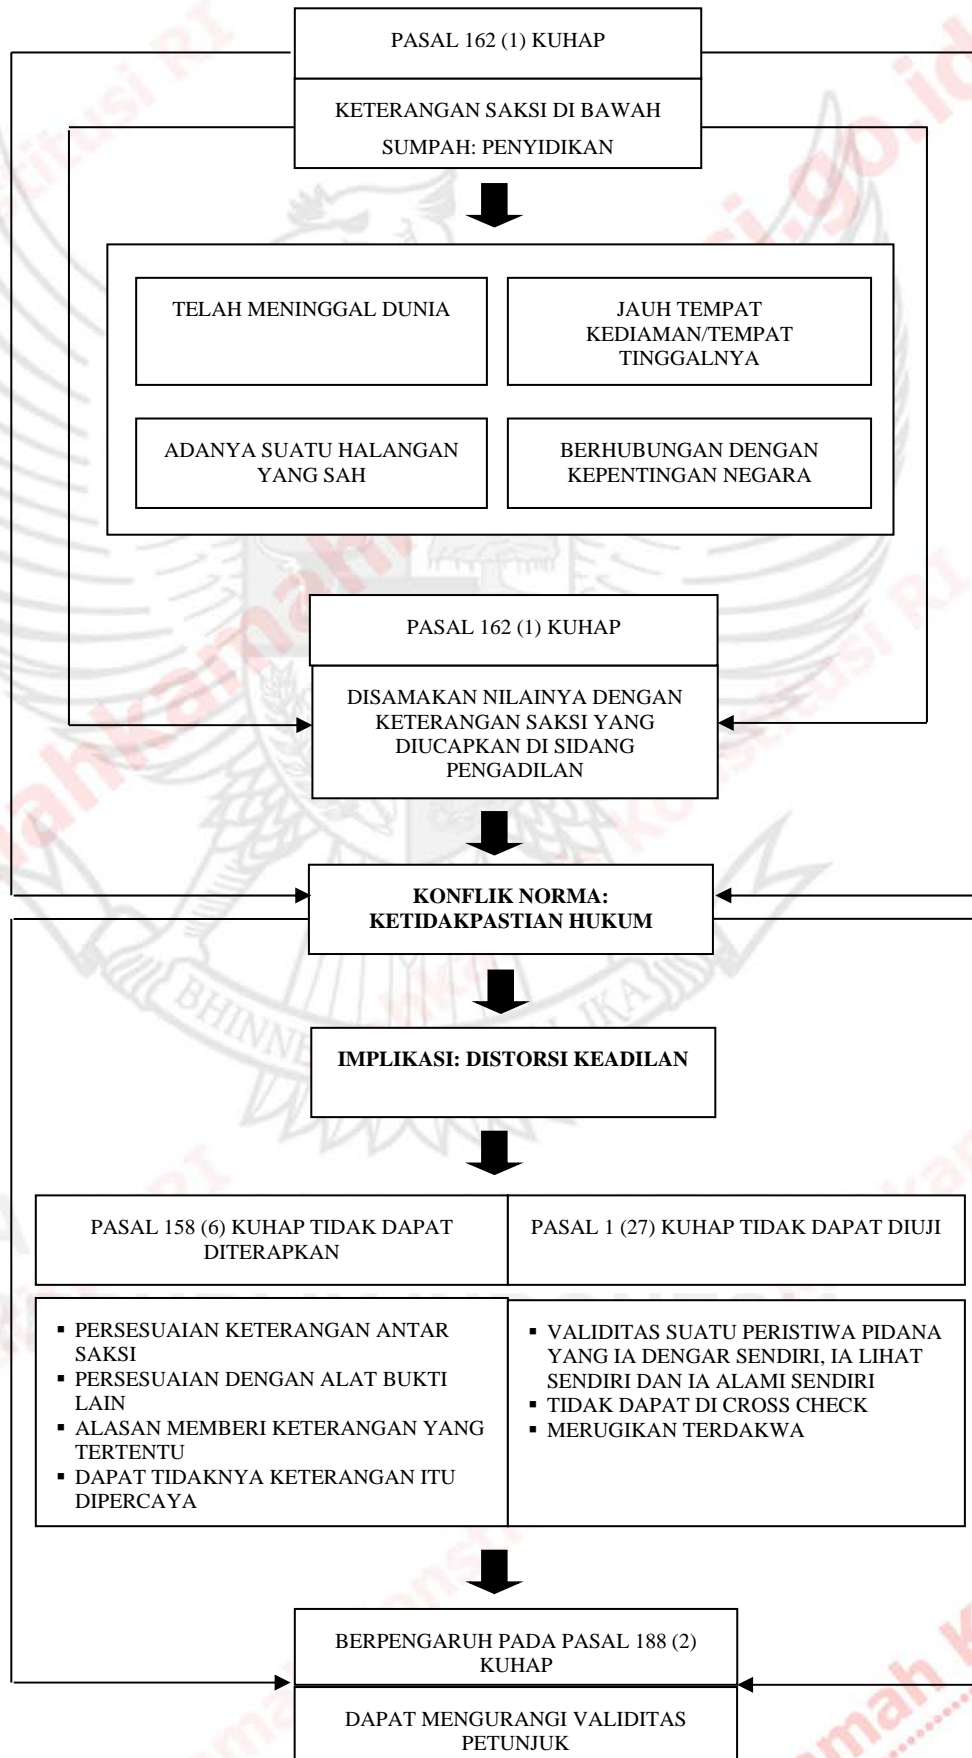 PASAL 162 (1) KUHAP
KETERANGAN SAKSI DI BAWAH
SUMPAH: PENYIDIKAN
TELAH MENINGGAL DUNIA
JAUH TEMPAT
KEDIAMAN/TEMPAT
TINGGALNYA
ADANYA SUATU HALANGAN
YANG SAH
BERHUBUNGAN DENGAN
KEPENTINGAN NEGARA
PASAL 162 (1) KUHAP
DISAMAKAN NILAINYA DENGAN
KETERANGAN SAKSI YANG
DIUCAPKAN DI SIDANG
PENGADILAN
KONFLIK NORMA:
KETIDAKPASTIAN HUKUM
IMPLIKASI: DISTORSI KEADILAN
PASAL 158 (6) KUHAP TIDAK DAPAT
DITERAPKAN
PASAL 1 (27) KUHAP TIDAK DAPAT DIUJI
▪ PERSESUAIAN KETERANGAN ANTAR
SAKSI
▪ PERSESUAIAN DENGAN ALAT BUKTI
LAIN
▪ ALASAN MEMBERI KETERANGAN YANG
TERTENTU
▪ DAPAT TIDAKNYA KETERANGAN ITU
DIPERCAYA
▪ VALIDITAS SUATU PERISTIWA PIDANA
YANG IA DENGAR SENDIRI, IA LIHAT
SENDIRI DAN IA ALAMI SENDIRI
▪ TIDAK DAPAT DI CROSS CHECK
▪ MERUGIKAN TERDAKWA
BERPENGARUH PADA PASAL 188 (2)
KUHAP
DAPAT MENGURANGI VALIDITAS
PETUNJUK